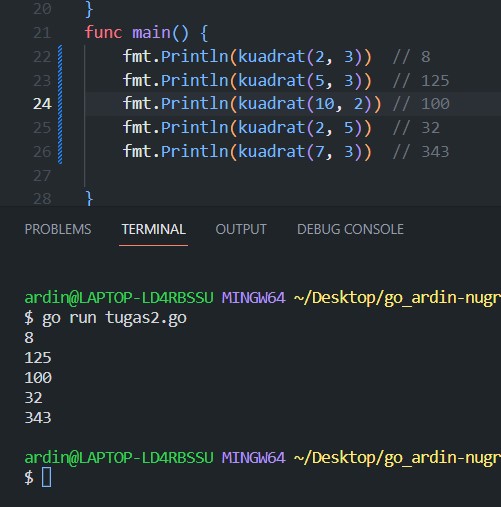 20 }
21 func main() {
22 fmt.Println(kuadrat(2, 3)) // 8
23 fmt.Println(kuadrat(5, 3)) // 125
24 fmt.Println(kuadrat(10, 2)) // 100
25 fmt.Println(kuadrat(2, 5)) // 32
26 fmt.Println(kuadrat(7, 3)) // 343
27
28 }
PROBLEMS TERMINAL OUTPUT DEBUG CONSOLE
ardin@LAPTOP-LD4RBSSU MINGW64 ~/Desktop/go_ardin-nugr
$ go run tugas2.go
8
125
100
32
343
ardin@LAPTOP-LD4RBSSU MINGW64 ~/Desktop/go_ardin-nugr
$